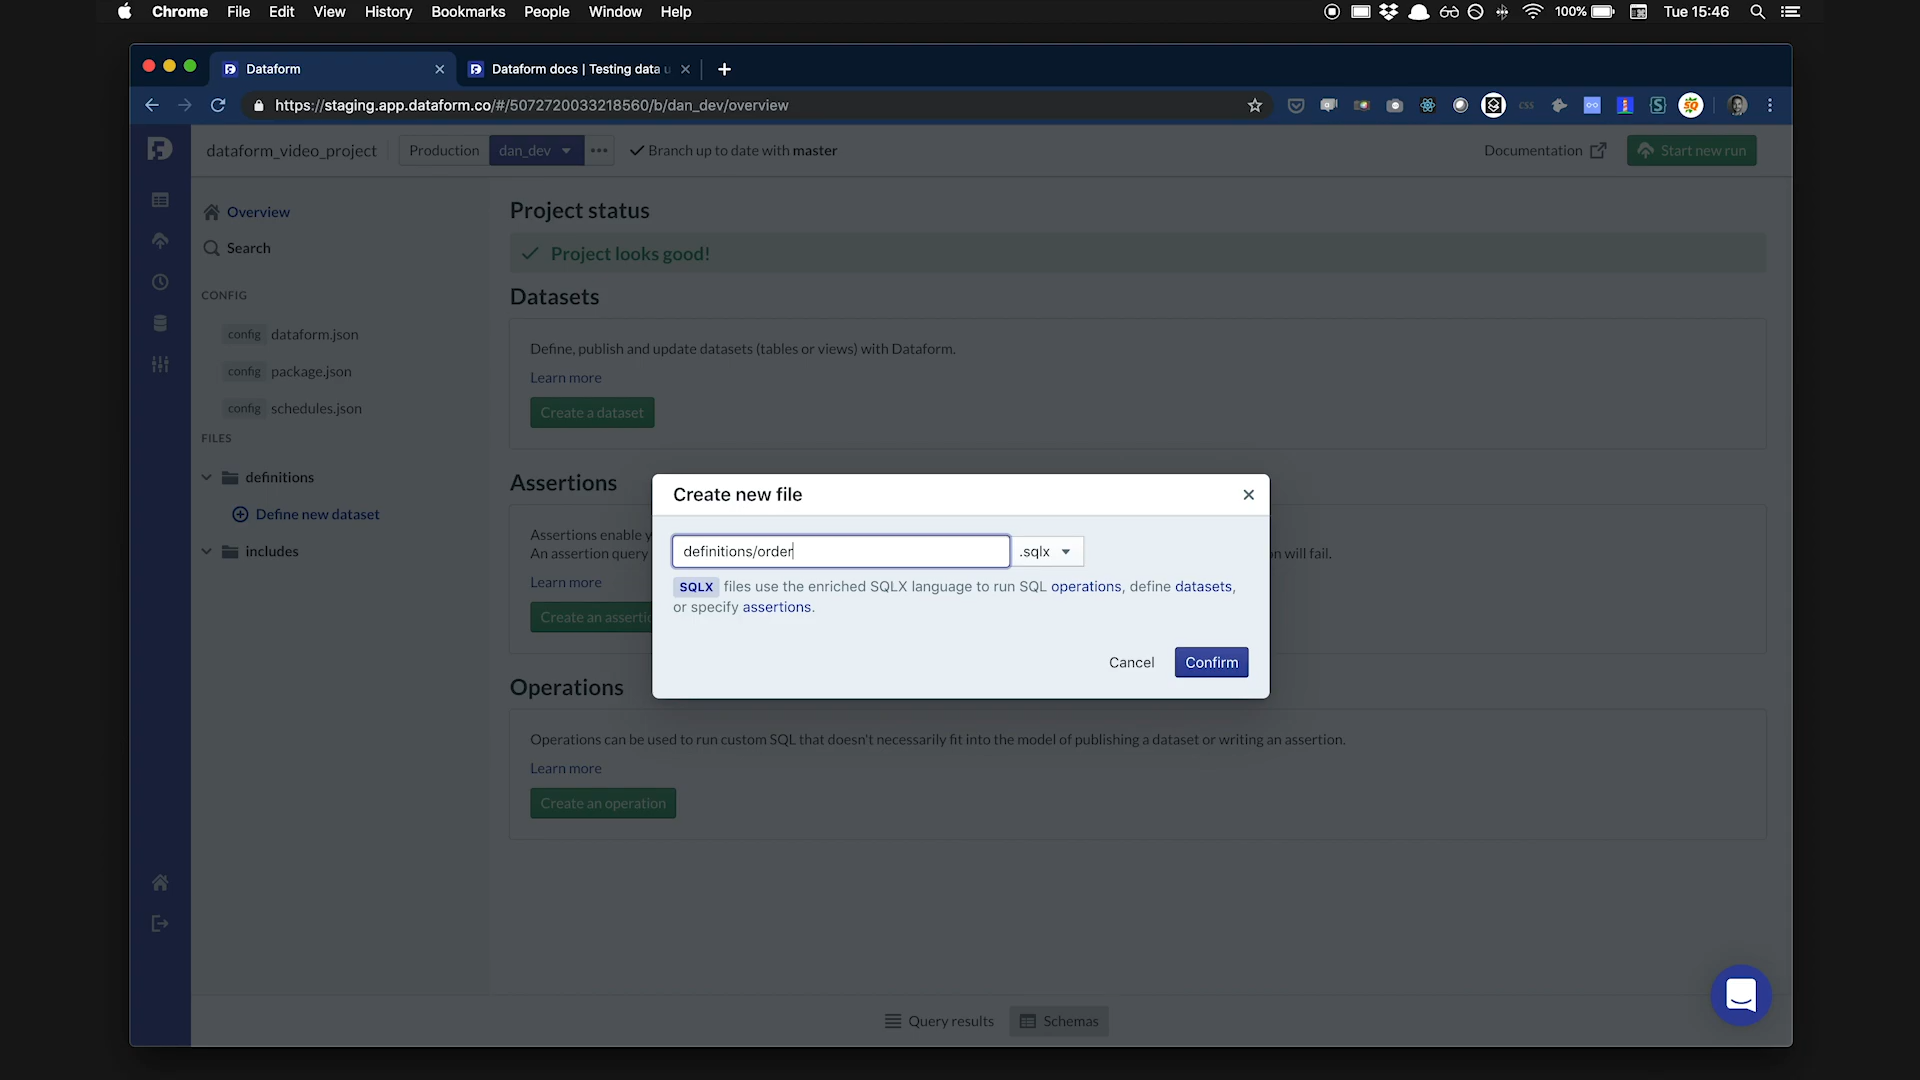 Chrome File Edit View History Bookmarks People Window Help 100% Tue 15:46
Dataform Dataform docs | Testing data u
https://staging.app.dataform.co/#/5072720033218560/b/dan_dev/overview
dataform_video_project Production dan_dev Branch up to date with master Documentation Start new run
Overview
Search
CONFIG
config dataform.json
config package.json
config schedules.json
FILES
definitions
Define new dataset
includes
Project status
Project looks good!
Datasets
Define, publish and update datasets (tables or views) with Dataform.
Learn more
Create a dataset
Assertions
Assertions enable y
An assertion query
n will fail.
Learn more
Create an asserti
Operations
Operations can be used to run custom SQL that doesn't necessarily fit into the model of publishing a dataset or writing an assertion.
Learn more
Create an operation
Create new file
definitions/order .sqlx
SQLX files use the enriched SQLX language to run SQL operations, define datasets,
or specify assertions.
Cancel Confirm
Query results Schemas